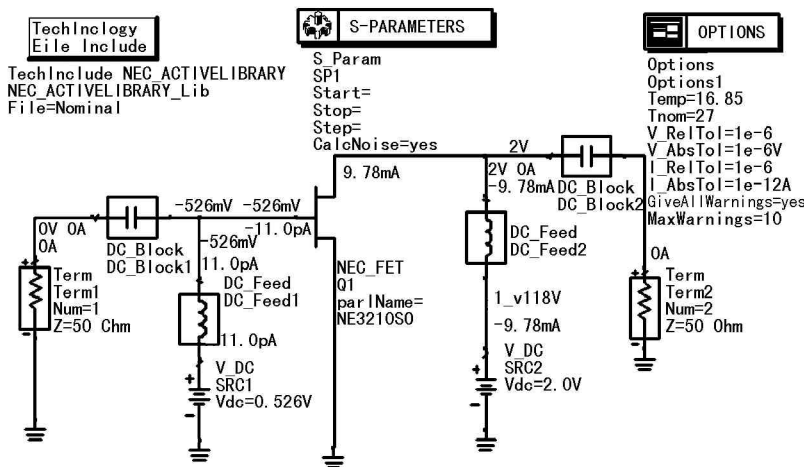 TechInclogy
Eile Include
TechInclude NEC_ACTIVELIBRARY
NEC_ACTIVELIBRARY_Lib
File=Nominal
S-PARAMETERS
S_Param
SP1
Start=
Stop=
Step=
CalcNoise=yes
OPTIONS
Options
Options1
Temp=16.85
Tnom=27
V_RelTol=1e-6
V_AbsTol=1e-6V
I_RelTol=1e-6
I_AbsTol=1e-12A
GiveAllWarnings=yes
MaxWarnings=10
9.78mA
2V
2V 0A
-9.78mA
DC_Block
DC_Block2
-526mV
-526mV
-11.0pA
0V 0A
0A
DC_Block
DC_Block1
-526mV
11.0pA
DC_Feed
DC_Feed1
11.0pA
Term
Term1
Num=1
Z=50 Ohm
NEC_FET
Q1
parlName=
NE3210S0
DC_Feed
DC_Feed2
1_v118V
-9.78mA
0A
Term
Term2
Num=2
Z=50 Ohm
V_DC
SRC1
Vdc=0.526V
V_DC
SRC2
Vdc=2.0V